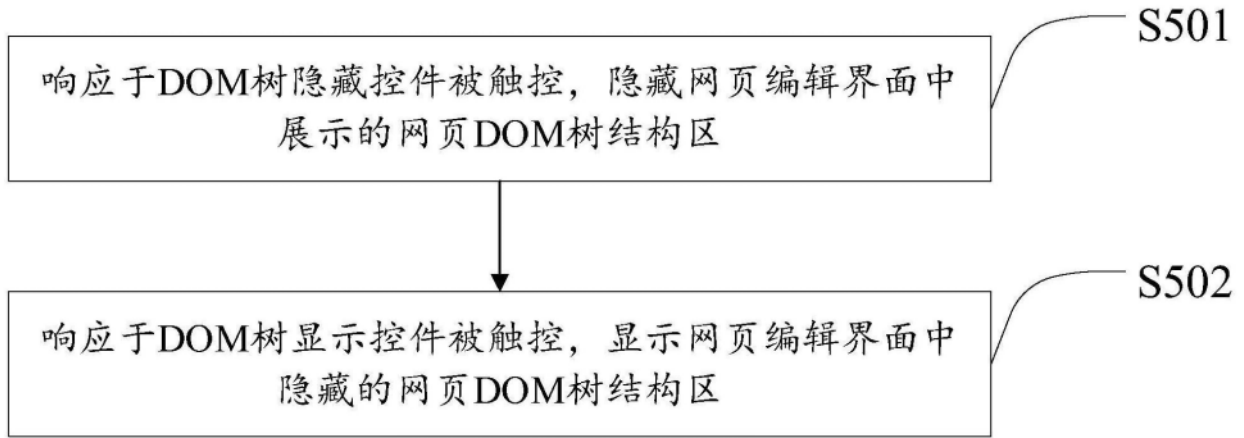 S501
响应于DOM树隐藏控件被触控，隐藏网页编辑界面中
展示的网页DOM树结构区
S502
响应于DOM树显示控件被触控，显示网页编辑界面中
隐藏的网页DOM树结构区